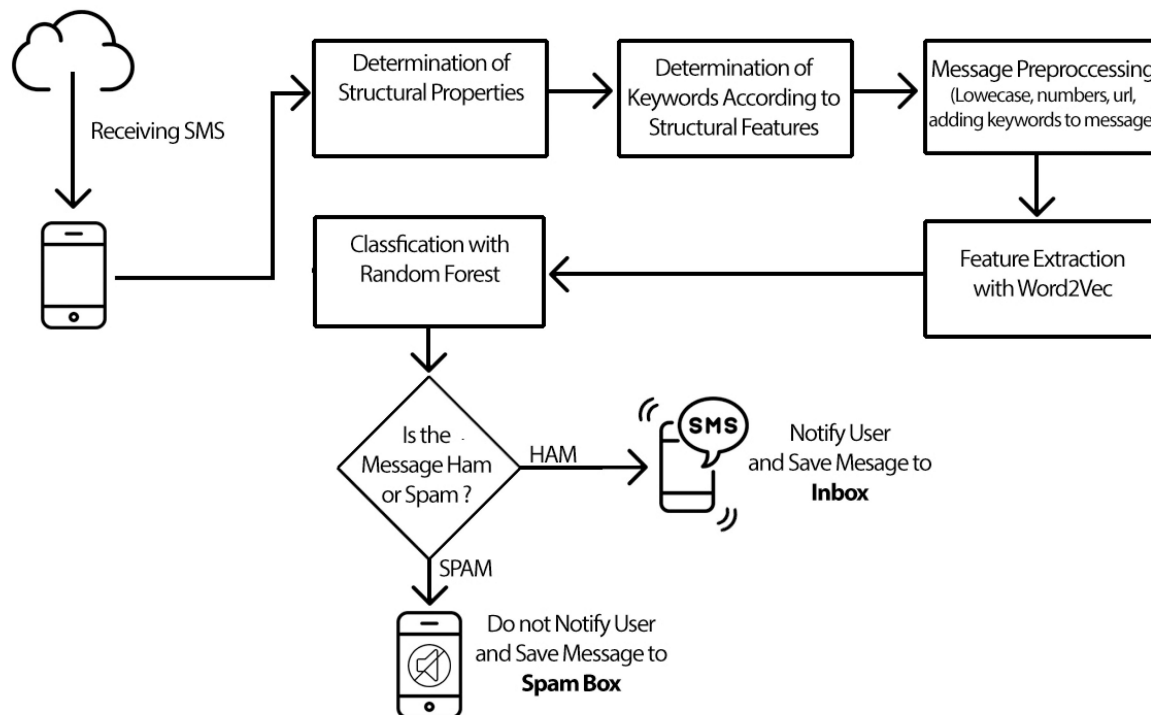 Receiving SMS
Determination of
Structural Properties
Determination of
Keywords According to
Structural Features
Message Preproccessing
(Lowecase, numbers, url,
adding keywords to message
Feature Extraction
with Word2Vec
Classfication with
Random Forest
Is the
Message Ham
or Spam ?
HAM
SMS
Notify User
and Save Mesage to
Inbox
SPAM
Do not Notify User
and Save Message to
Spam Box